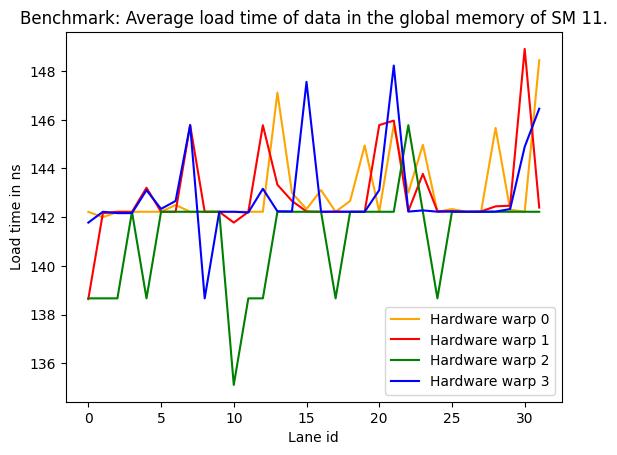 Benchmark: Average load time of data in the global memory of SM 11.
Load time in ns
148
146
144
142
140
138
136
0
5
10
15
20
25
30
Lane id
Hardware warp 0
Hardware warp 1
Hardware warp 2
Hardware warp 3